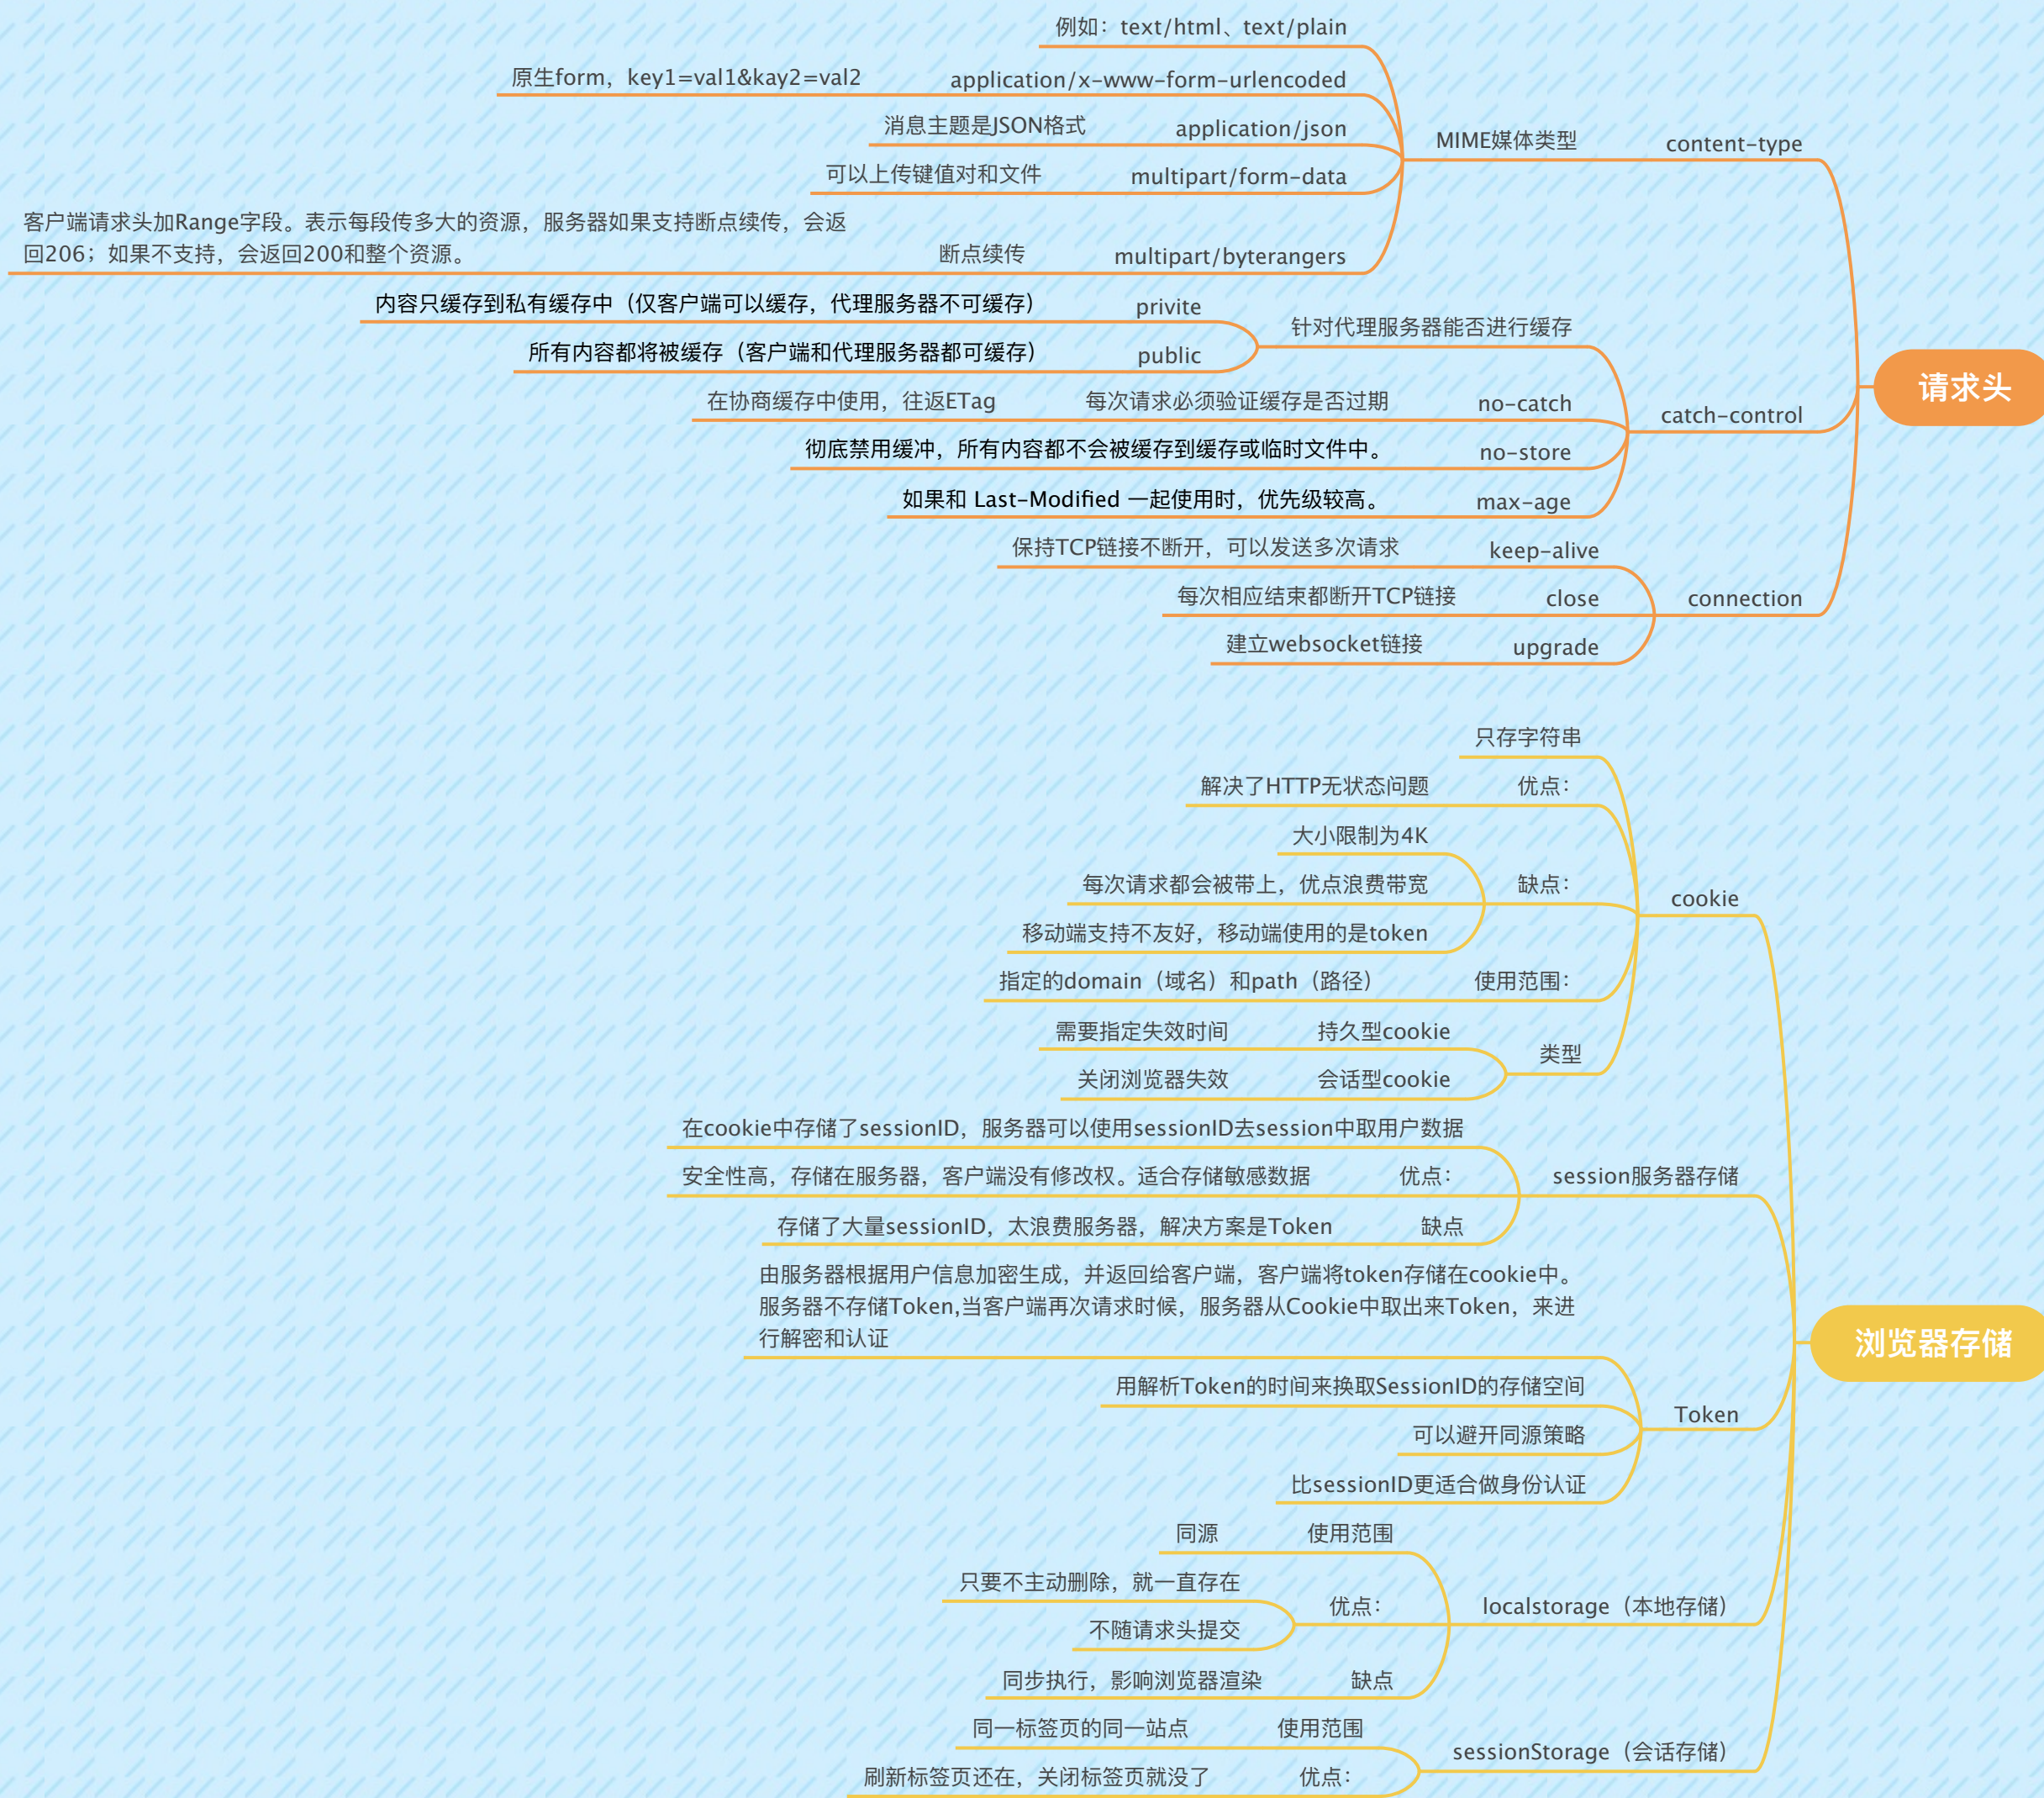 请求头
content-type
MIME媒体类型
例如：text/html、text/plain
application/x-www-form-urlencoded
原生form，key1=val1&kay2=val2
application/json
消息主题是JSON格式
multipart/form-data
可以上传键值对和文件
multipart/byterangers
断点续传
客户端请求头加Range字段。表示每段传多大的资源，服务器如果支持断点续传，会返
回206；如果不支持，会返回200和整个资源。
catch-control
针对代理服务器能否进行缓存
privite
内容只缓存到私有缓存中（仅客户端可以缓存，代理服务器不可缓存）
public
所有内容都将被缓存（客户端和代理服务器都可缓存）
no-catch
每次请求必须验证缓存是否过期
在协商缓存中使用，往返ETag
no-store
彻底禁用缓冲，所有内容都不会被缓存到缓存或临时文件中。
max-age
如果和 Last-Modified 一起使用时，优先级较高。
connection
keep-alive
保持TCP链接不断开，可以发送多次请求
close
每次相应结束都断开TCP链接
upgrade
建立websocket链接
浏览器存储
cookie
只存字符串
优点：
解决了HTTP无状态问题
缺点：
大小限制为4K
每次请求都会被带上，优点浪费带宽
移动端支持不友好，移动端使用的是token
使用范围：
指定的domain（域名）和path（路径）
类型
持久型cookie
需要指定失效时间
会话型cookie
关闭浏览器失效
session服务器存储
在cookie中存储了sessionID，服务器可以使用sessionID去session中取用户数据
优点：
安全性高，存储在服务器，客户端没有修改权。适合存储敏感数据
缺点
存储了大量sessionID，太浪费服务器，解决方案是Token
Token
由服务器根据用户信息加密生成，并返回给客户端，客户端将token存储在cookie中。
服务器不存储Token,当客户端再次请求时候，服务器从Cookie中取出来Token，来进
行解密和认证
用解析Token的时间来换取SessionID的存储空间
可以避开同源策略
比sessionID更适合做身份认证
localstorage（本地存储）
使用范围
同源
优点：
只要不主动删除，就一直存在
不随请求头提交
缺点
同步执行，影响浏览器渲染
sessionStorage（会话存储）
使用范围
同一标签页的同一站点
优点：
刷新标签页还在，关闭标签页就没了